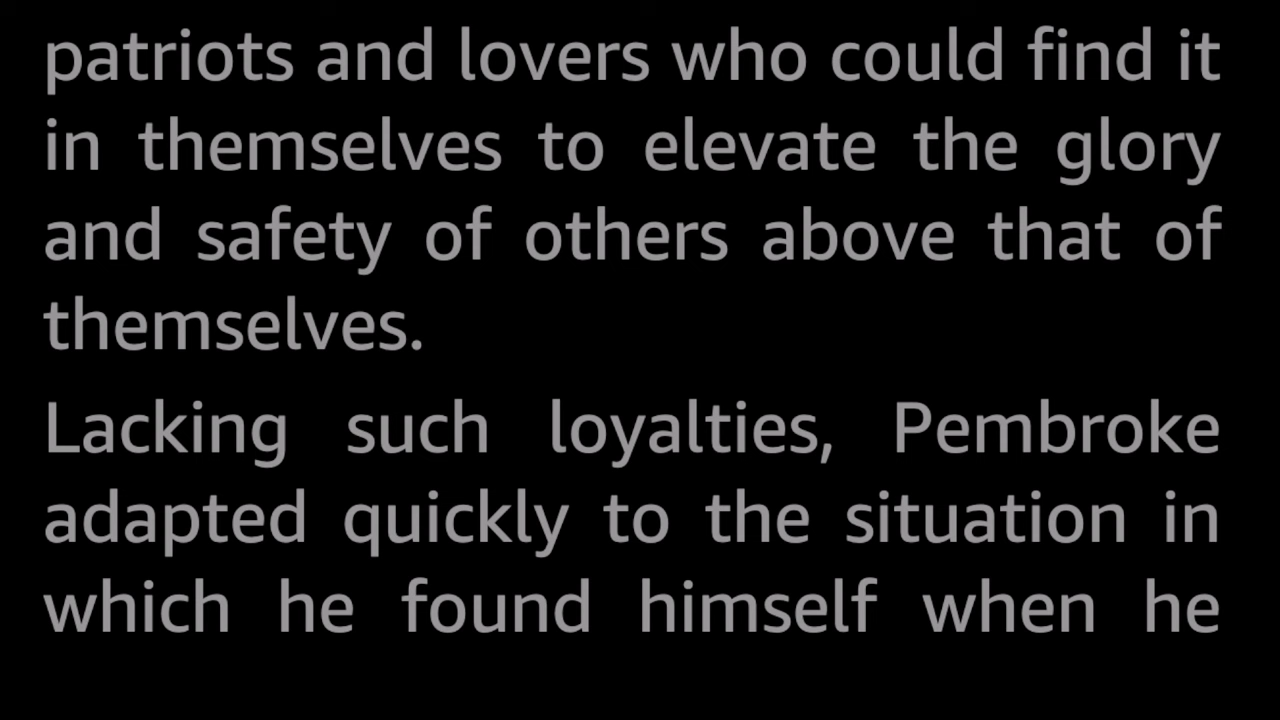 patriots and lovers who could find it
in themselves to elevate the glory
and safety of others above that of
themselves.
Lacking such loyalties, Pembroke
adapted quickly to the situation in
which he found himself when he